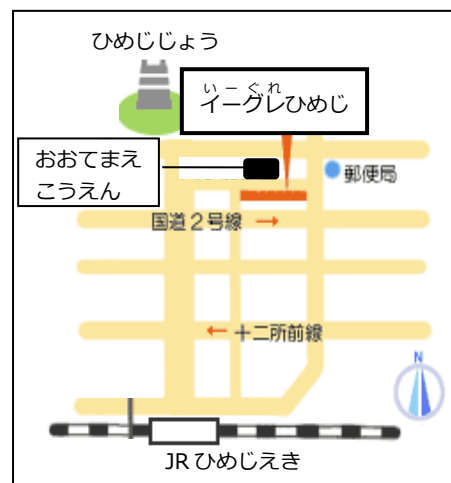 ひめじじょう
いーぐれ
イーグレひめじ
おおてまえ
こうえん
郵便局
国道2号線
十二所前線
N
JRひめじえき